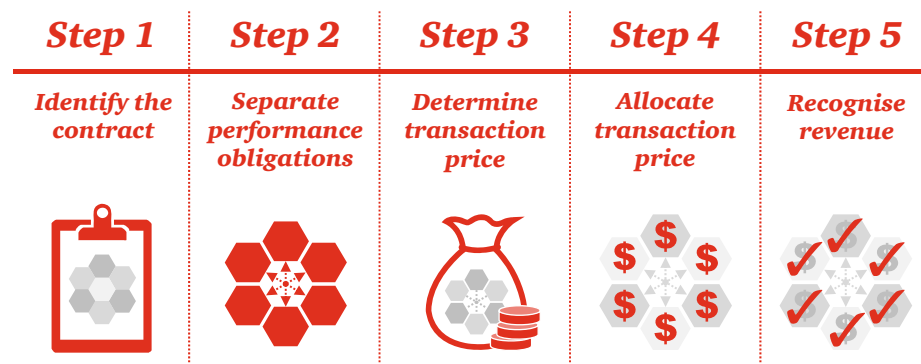 Step 1
Step 2
Step 3
Step 4
Step 5
Identify the
contract
Separate
performance
obligations
Determine
transaction
price
Allocate
transaction
price
Recognise
revenue
$
$
$
$
$
$
$
$
$
$
$
$